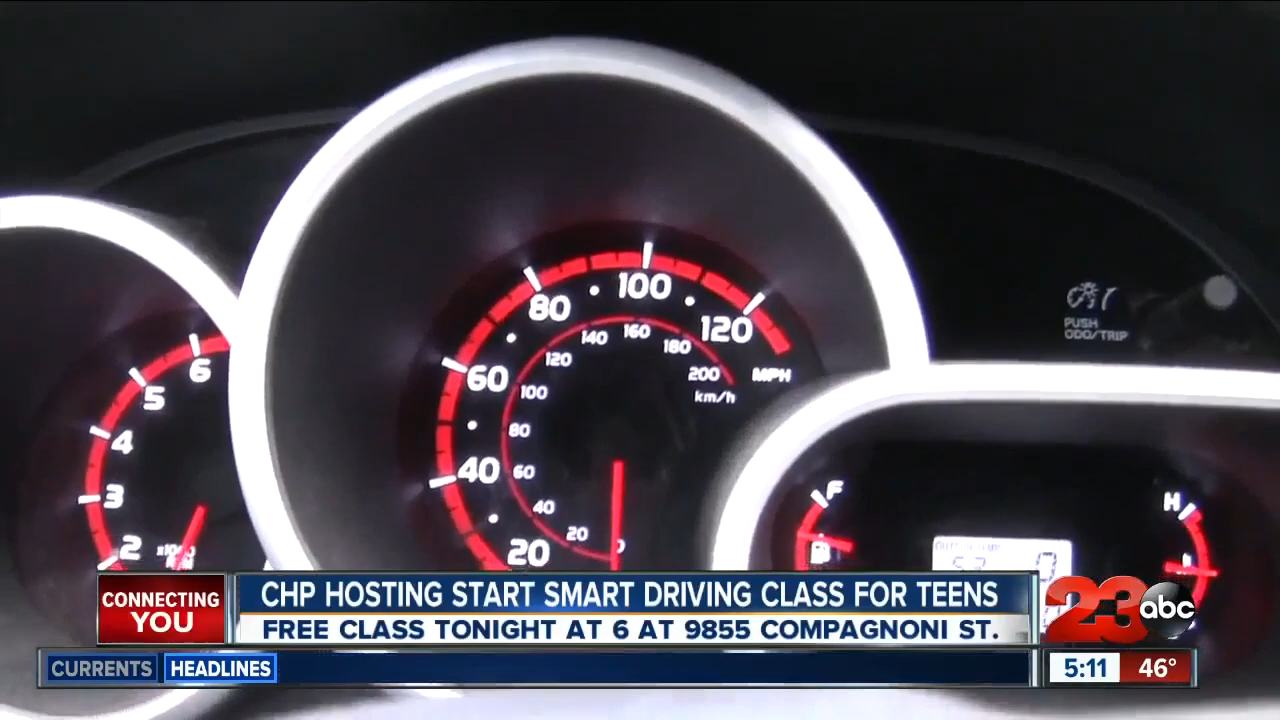 6
5
4
3
2
100
80
120
60
MPH
40
20
160
140
180
120
200
km/h
100
80
60
40
20
0
PUSH
ODO/TRIP
F
H
CONNECTING
YOU
CHP HOSTING START SMART DRIVING CLASS FOR TEENS
FREE CLASS TONIGHT AT 6 AT 9855 COMPAGNONI ST.
23
abc
CURRENTS
HEADLINES
5:11
46°